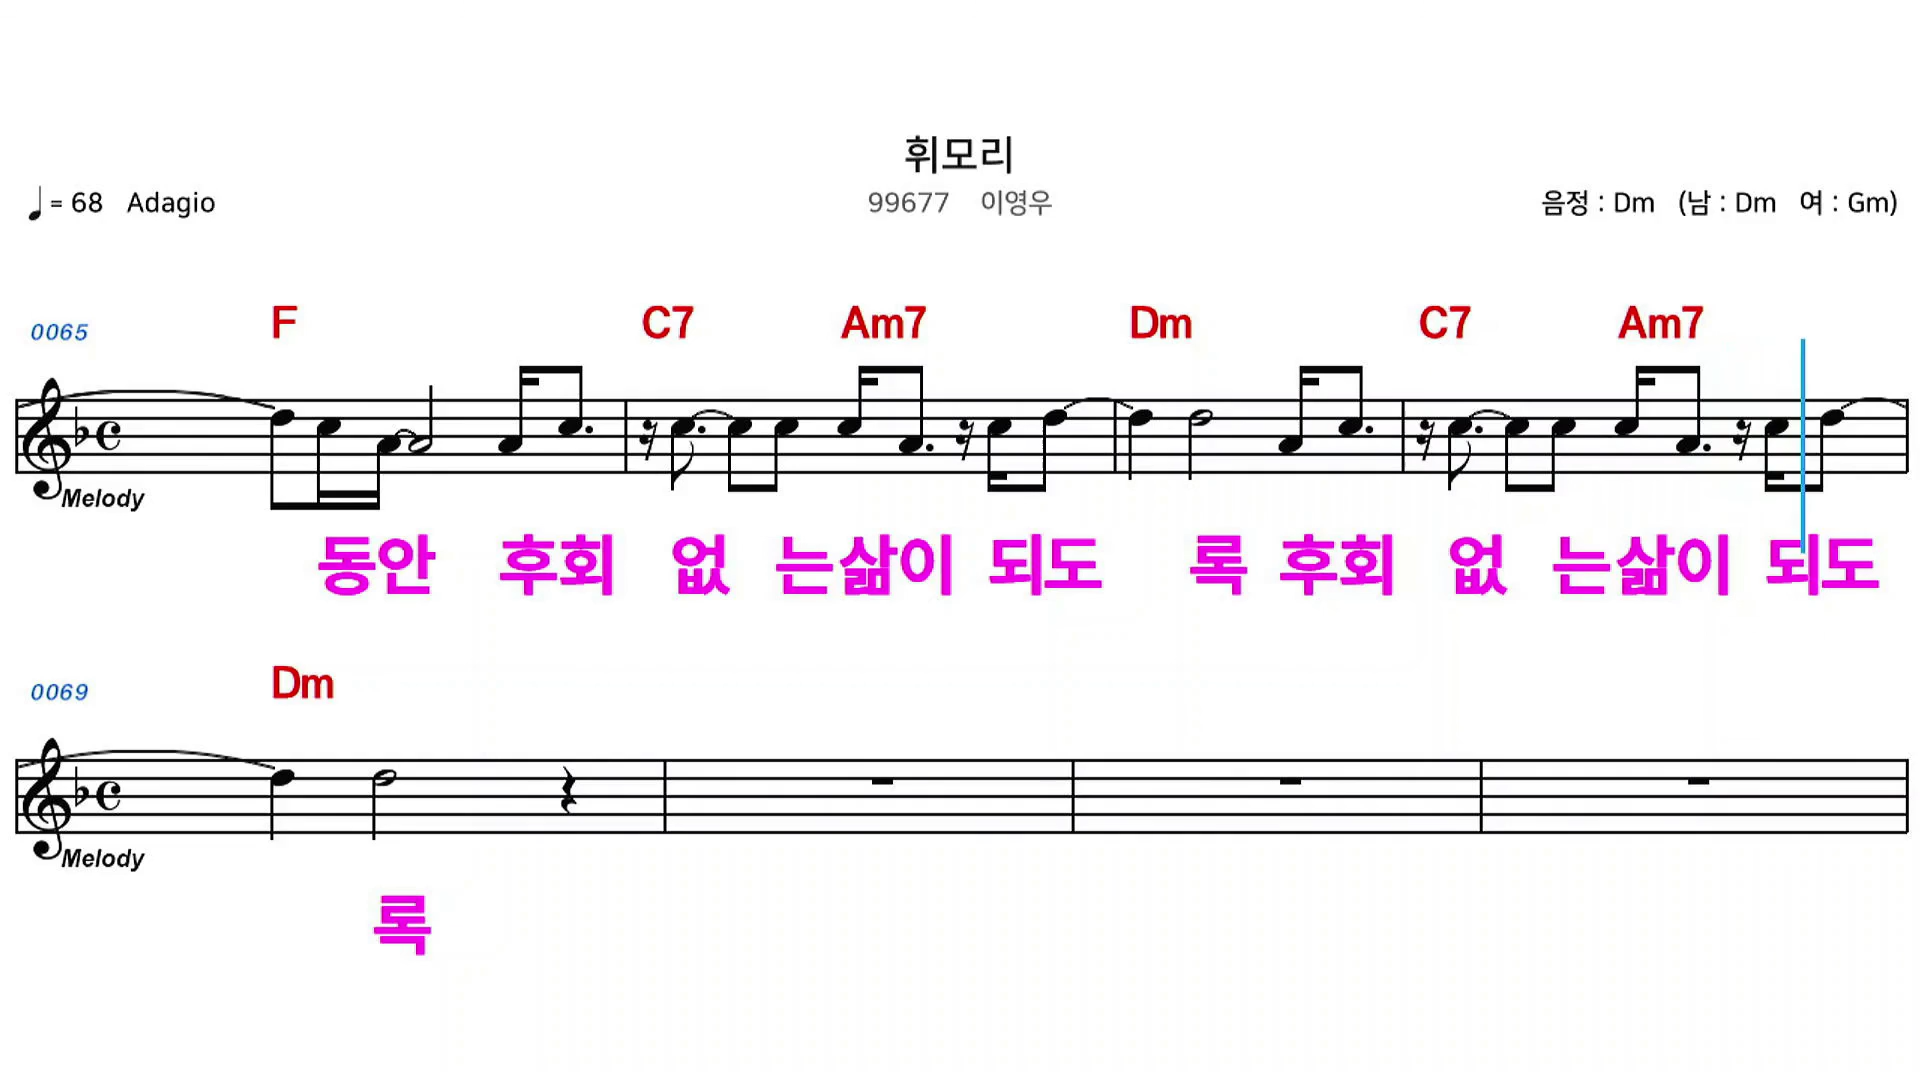 휘모리
♩= 68 Adagio 99677 이영우 음정 : Dm (남 : Dm 여 : Gm)
0065 F C7 Am7 Dm C7 Am7
Melody
동안 후회 없 는삶이 되도 록 후회 없 는삶이 되도
0069 Dm
Melody
록